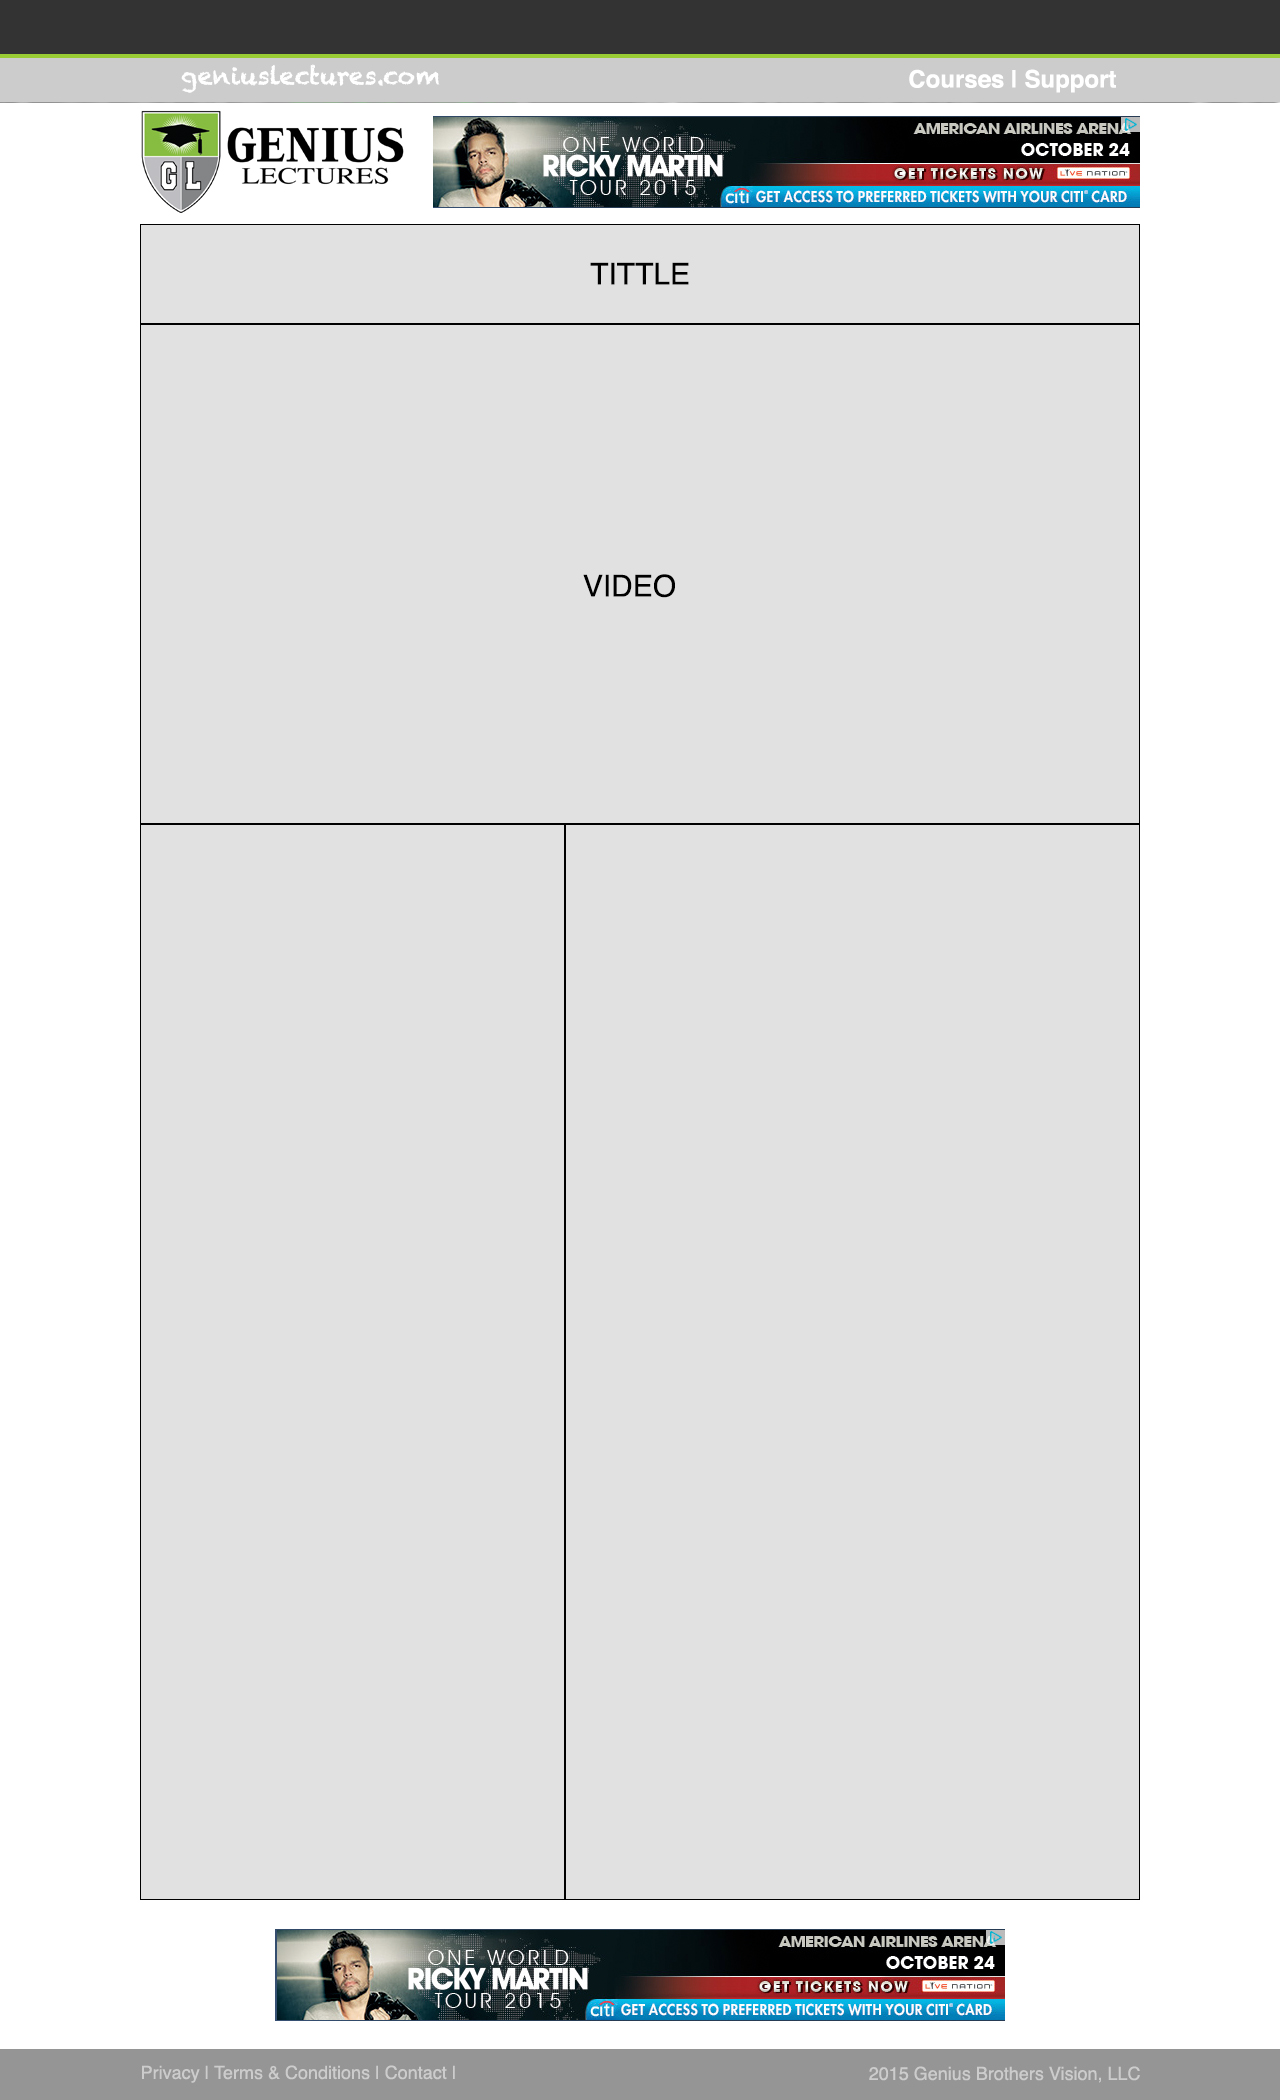 geniuslectures.com
Courses | Support
GENIUS
LECTURES
GL
ONE WORLD
RICKY MARTIN
TOUR 2015
AMERICAN AIRLINES ARENA
OCTOBER 24
GET TICKETS NOW LIVE NATION
citi GET ACCESS TO PREFERRED TICKETS WITH YOUR CITI® CARD
TITTLE
VIDEO
ONE WORLD
RICKY MARTIN
TOUR 2015
AMERICAN AIRLINES ARENA
OCTOBER 24
GET TICKETS NOW LIVE NATION
citi GET ACCESS TO PREFERRED TICKETS WITH YOUR CITI® CARD
Privacy | Terms & Conditions | Contact |
2015 Genius Brothers Vision, LLC